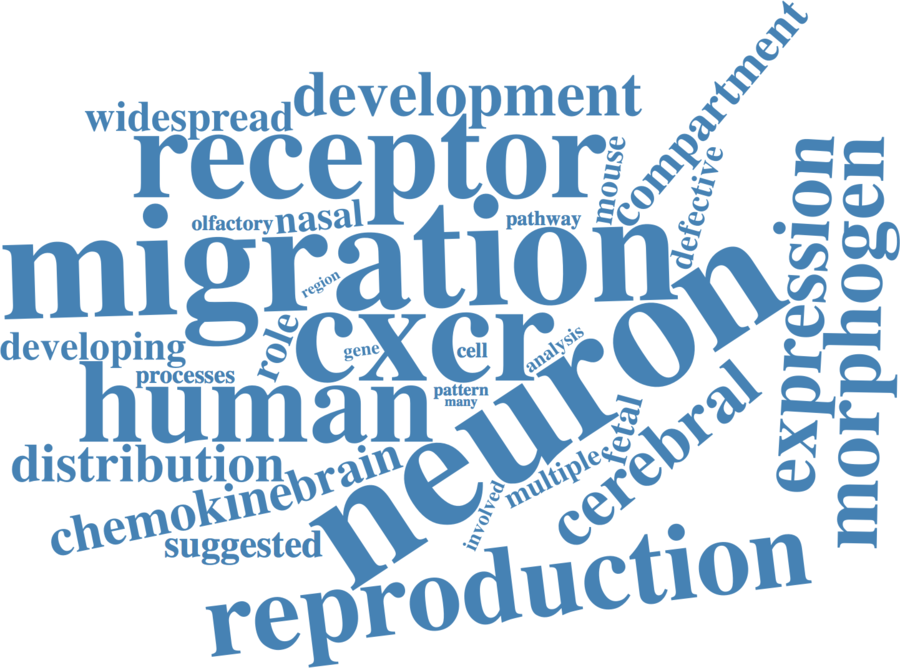 compartment
development
widespread
receptor
mouse
defective
expression
morphogen
olfactory
nasal
pathway
migration
region
neuron
cxcr
role
gene
cell
analysis
developing
processes
human
pattern
many
fetal
cerebral
distribution
brain
multiple
involved
chemokine
suggested
reproduction